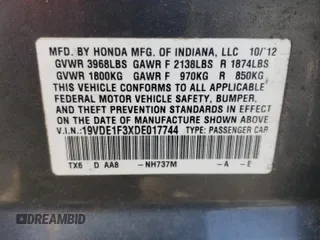 MFD. BY HONDA MFG. OF INDIANA, LLC 10/12
GVWR 3968LBS GAWR F 2138LBS R 1874LBS
GVWR 1800KG GAWR F 970KG R 850KG
THIS VEHICLE CONFORMS TO ALL APPLICABLE
FEDERAL MOTOR VEHICLE SAFETY, BUMPER,
AND THEFT PREVENTION STANDARDS IN EFFECT
ON THE DATE OF MANUFACTURE SHOWN ABOVE.
V.I.N.: 19VDE1F3XDE017744 TYPE: PASSENGER CAR
TX6 D AA8 -NH737M -A -E
DREAMBID